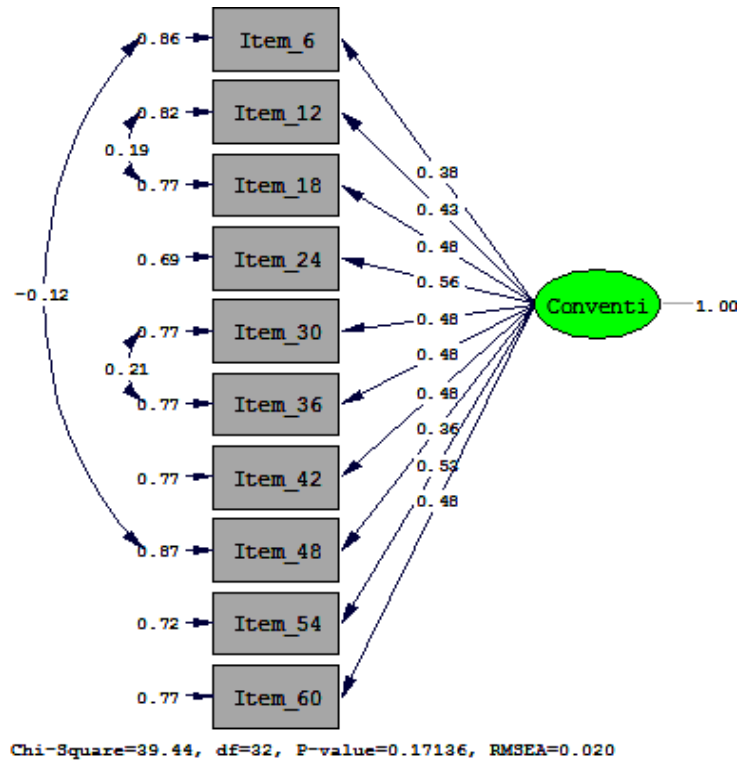 0.86 Item_6
0.82 Item_12
0.19
0.77 Item_18
0.69 Item_24
-0.12
0.77 Item_30
0.21
0.77 Item_36
0.77 Item_42
0.87 Item_48
0.72 Item_54
0.77 Item_60
0.38
0.43
0.48
0.56
0.48
0.48
0.48
0.36
0.53
0.48
Conventi 1.00
Chi-Square=39.44, df=32, P-value=0.17136, RMSEA=0.020